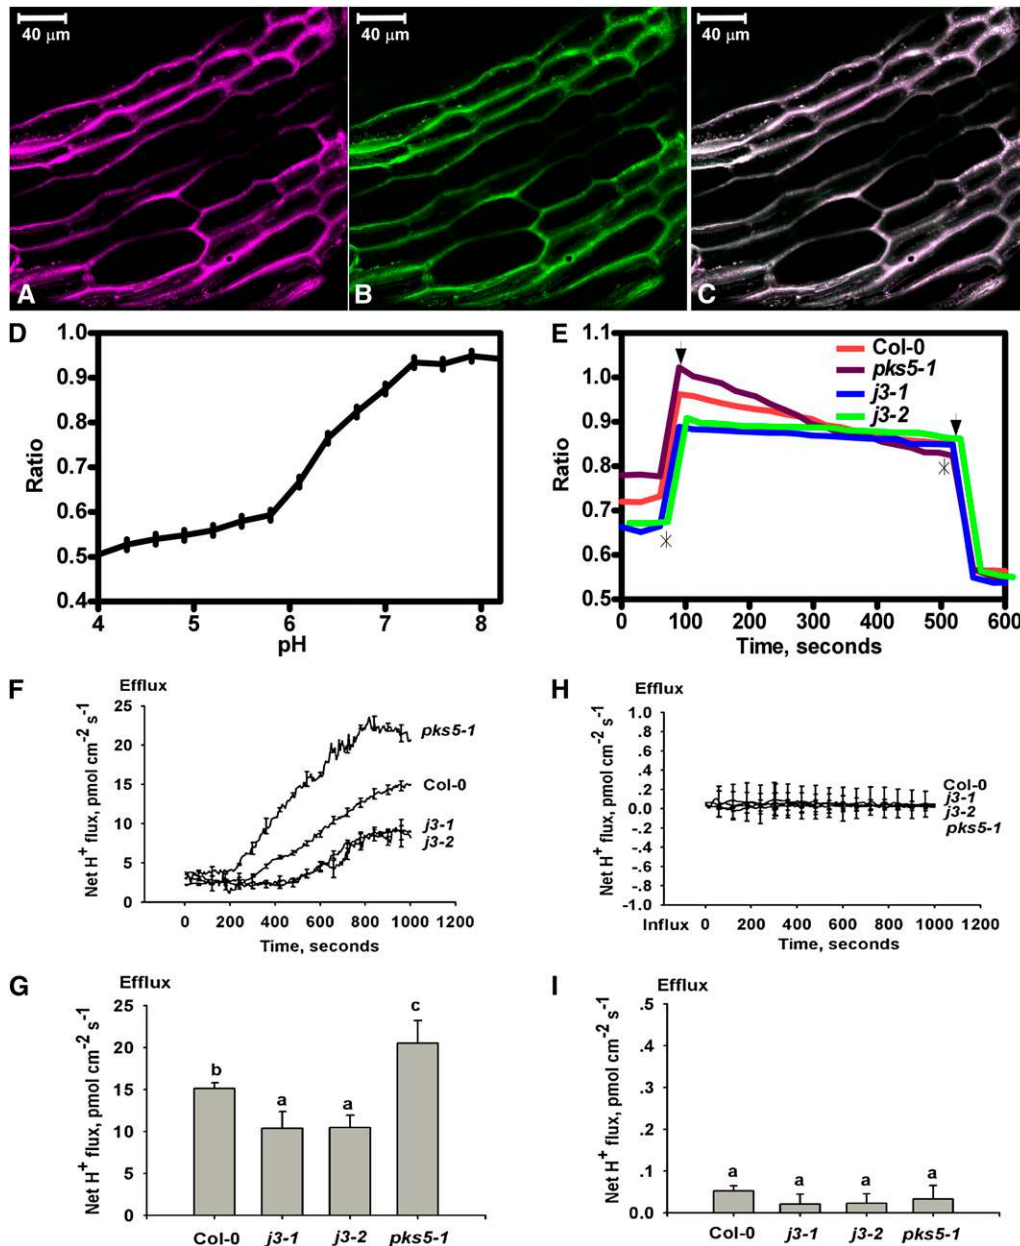 40 μm
40 μm
40 μm
A
B
C
D
1.0
0.9
0.8
0.7
0.6
0.5
0.4
Ratio
4 5 6 7 8
pH
E
1.1
1.0
0.9
0.8
0.7
0.6
0.5
Ratio
Col-0
pks5-1
j3-1
j3-2
0 100 200 300 400 500 600
Time, seconds
F
Efflux
Net H+ flux, pmol cm-2 s-1
25
20
15
10
5
0
pks5-1
Col-0
j3-1
j3-2
0 200 400 600 800 1000 1200
Time, seconds
H
Efflux
Net H+ flux, pmol cm-2 s-1
1.0
.8
.6
.4
.2
0.0
-.2
-.4
-.6
-.8
-1.0
Col-0
j3-1
j3-2
pks5-1
Influx
0 200 400 600 800 1000 1200
Time, seconds
G
Efflux
Net H+ flux, pmol cm-2 s-1
25
20
15
10
5
0
b
a
a
c
Col-0 j3-1 j3-2 pks5-1
I
Efflux
Net H+ flux, pmol cm-2 s-1
.5
.4
.3
.2
.1
0.0
a
a
a
a
Col-0 j3-1 j3-2 pks5-1